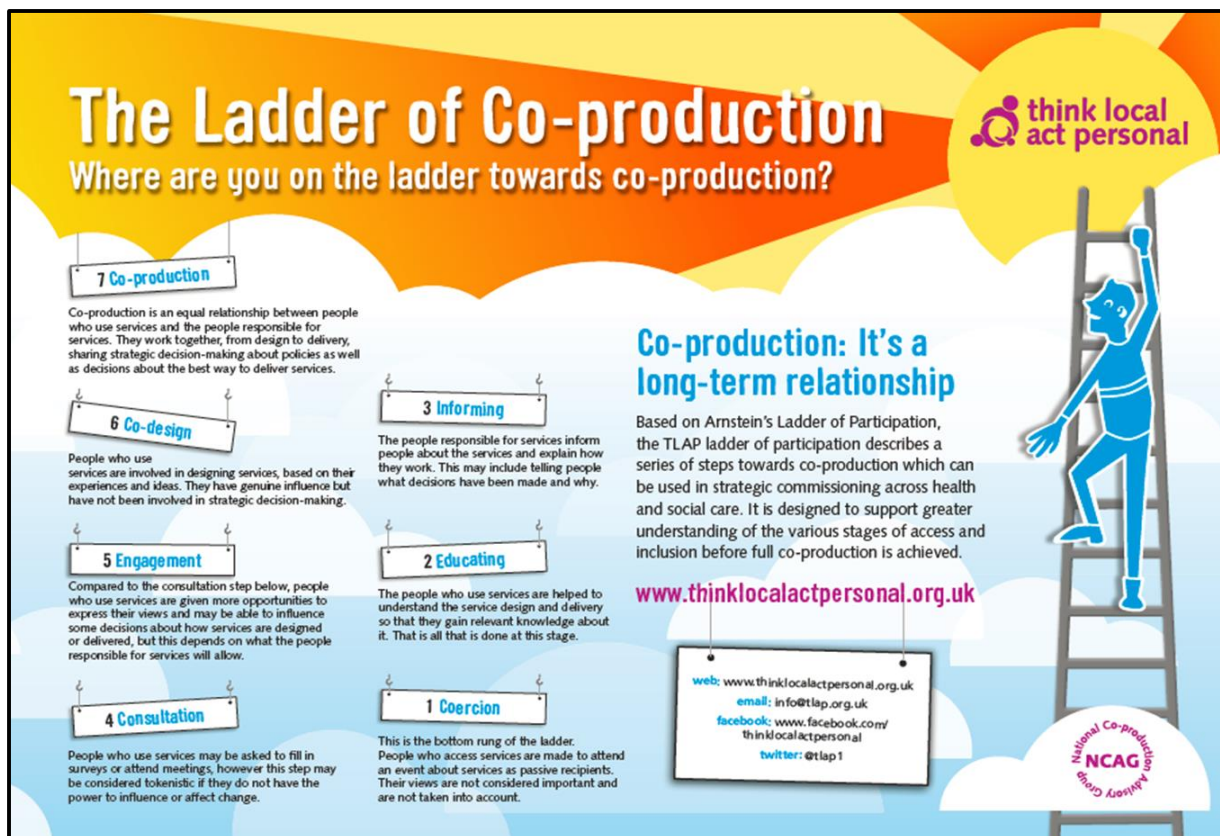 The Ladder of Co-production
Where are you on the ladder towards co-production?
think local
act personal
7 Co-production
Co-production is an equal relationship between people
who use services and the people responsible for
services. They work together, from design to delivery,
sharing strategic decision-making about policies as well
as decisions about the best way to deliver services.
6 Co-design
People who use
services are involved in designing services, based on their
experiences and ideas. They have genuine influence but
have not been involved in strategic decision-making.
5 Engagement
Compared to the consultation step below, people
who use services are given more opportunities to
express their views and may be able to influence
some decisions about how services are designed
or delivered, but this depends on what the people
responsible for services will allow.
4 Consultation
People who use services may be asked to fill in
surveys or attend meetings, however this step may
be considered tokenistic if they do not have the
power to influence or affect change.
3 Informing
The people responsible for services inform
people about the services and explain how
they work. This may include telling people
what decisions have been made and why.
2 Educating
The people who use services are helped to
understand the service design and delivery
so that they gain relevant knowledge about
it. That is all that is done at this stage.
1 Coercion
This is the bottom rung of the ladder.
People who access services are made to attend
an event about services as passive recipients.
Their views are not considered important and
are not taken into account.
Co-production: It's a
long-term relationship
Based on Arnstein's Ladder of Participation,
the TLAP ladder of participation describes a
series of steps towards co-production which can
be used in strategic commissioning across health
and social care. It is designed to support greater
understanding of the various stages of access and
inclusion before full co-production is achieved.
www.thinklocalactpersonal.org.uk
web: www.thinklocalactpersonal.org.uk
email: info@tlap.org.uk
facebook: www.facebook.com/
thinklocalactpersonal
twitter: @tlap1
National Co-production
Advisory Group
NCAG